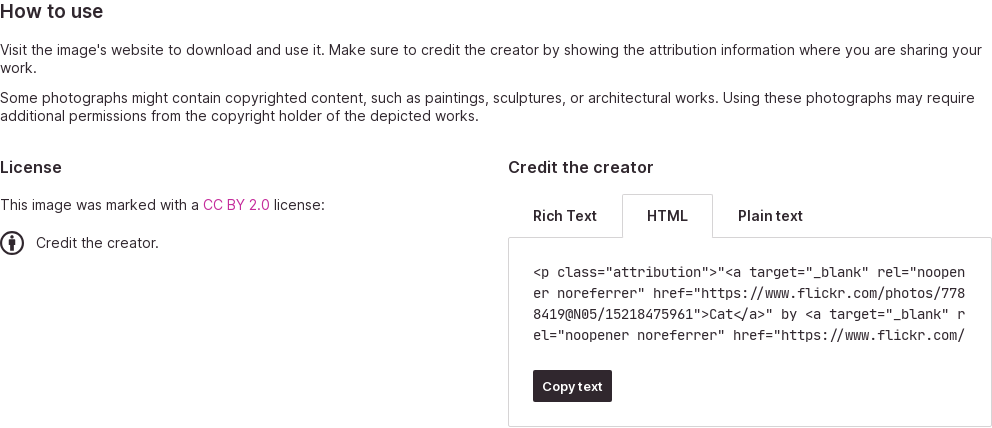 How to use
Visit the image's website to download and use it. Make sure to credit the creator by showing the attribution information where you are sharing your
work.
Some photographs might contain copyrighted content, such as paintings, sculptures, or architectural works. Using these photographs may require
additional permissions from the copyright holder of the depicted works.
License
This image was marked with a CC BY 2.0 license:
Credit the creator.
Credit the creator
Rich Text
HTML
Plain text
<p class="attribution">"<a target="_blank" rel="noopen
er noreferrer" href="https://www.flickr.com/photos/778
8419@N05/15218475961">Cat</a>" by <a target="_blank" r
el="noopener noreferrer" href="https://www.flickr.com/
Copy text